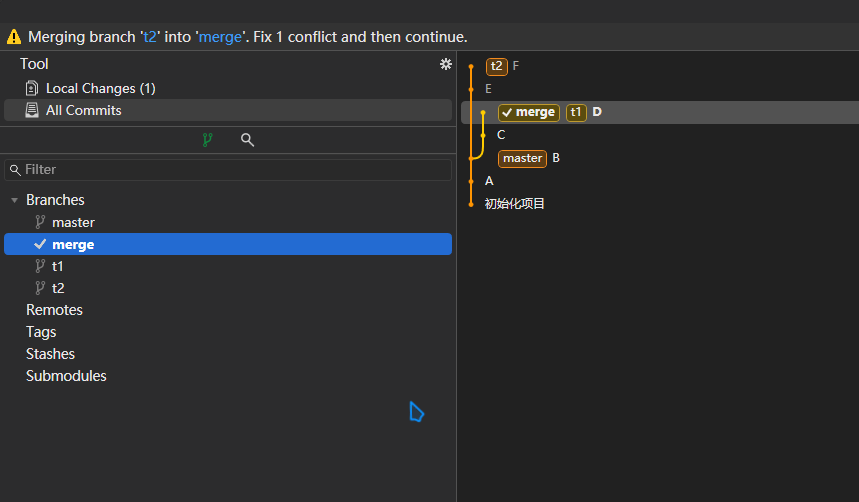 Merging branch 't2' into 'merge'. Fix 1 conflict and then continue.
Tool
Local Changes (1)
All Commits
Filter
Branches
master
merge
t1
t2
Remotes
Tags
Stashes
Submodules
t2 F
E
merge t1 D
C
master B
A
初始化项目